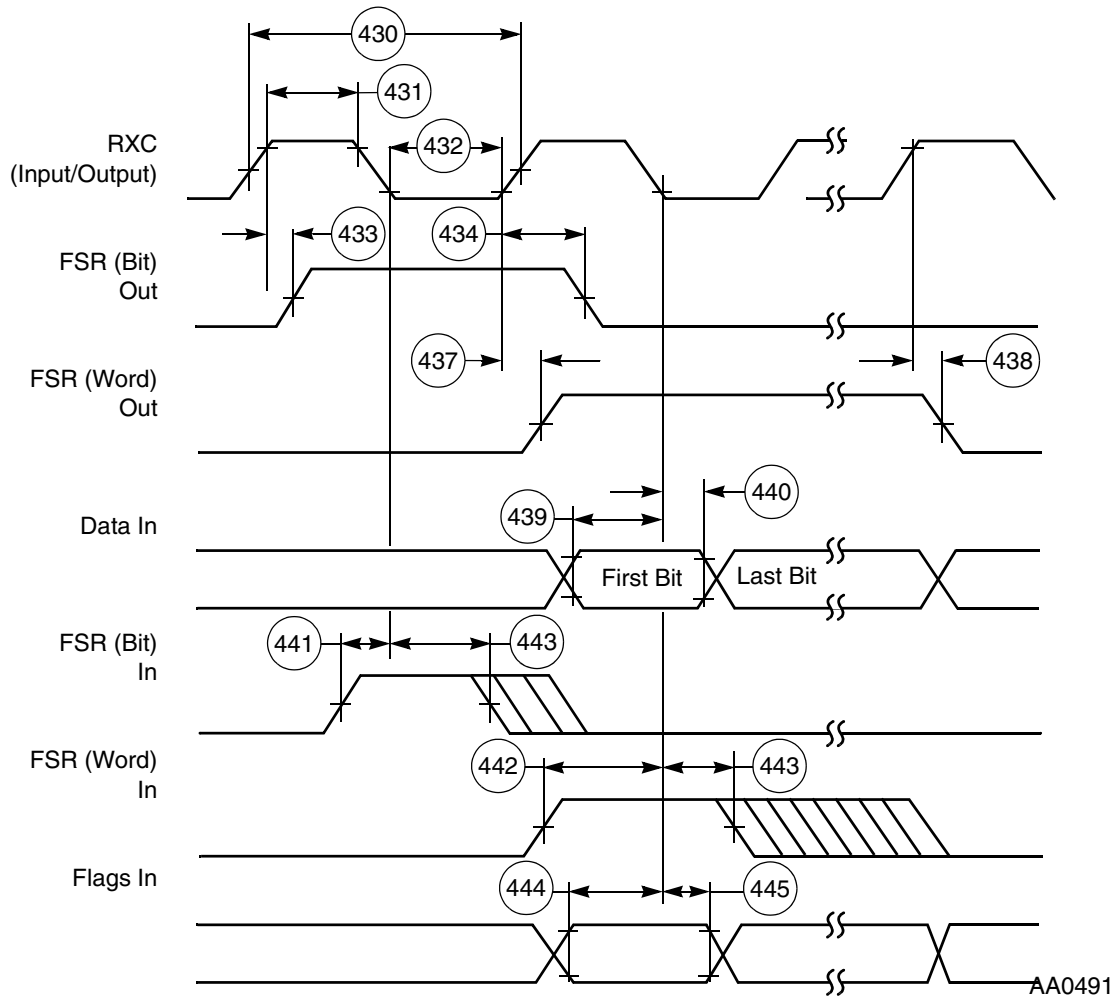 430
431
RXC
(Input/Output)
432
433
434
FSR (Bit)
Out
437
438
FSR (Word)
Out
439
440
Data In
First Bit
Last Bit
441
443
FSR (Bit)
In
442
443
FSR (Word)
In
444
445
Flags In
AA0491